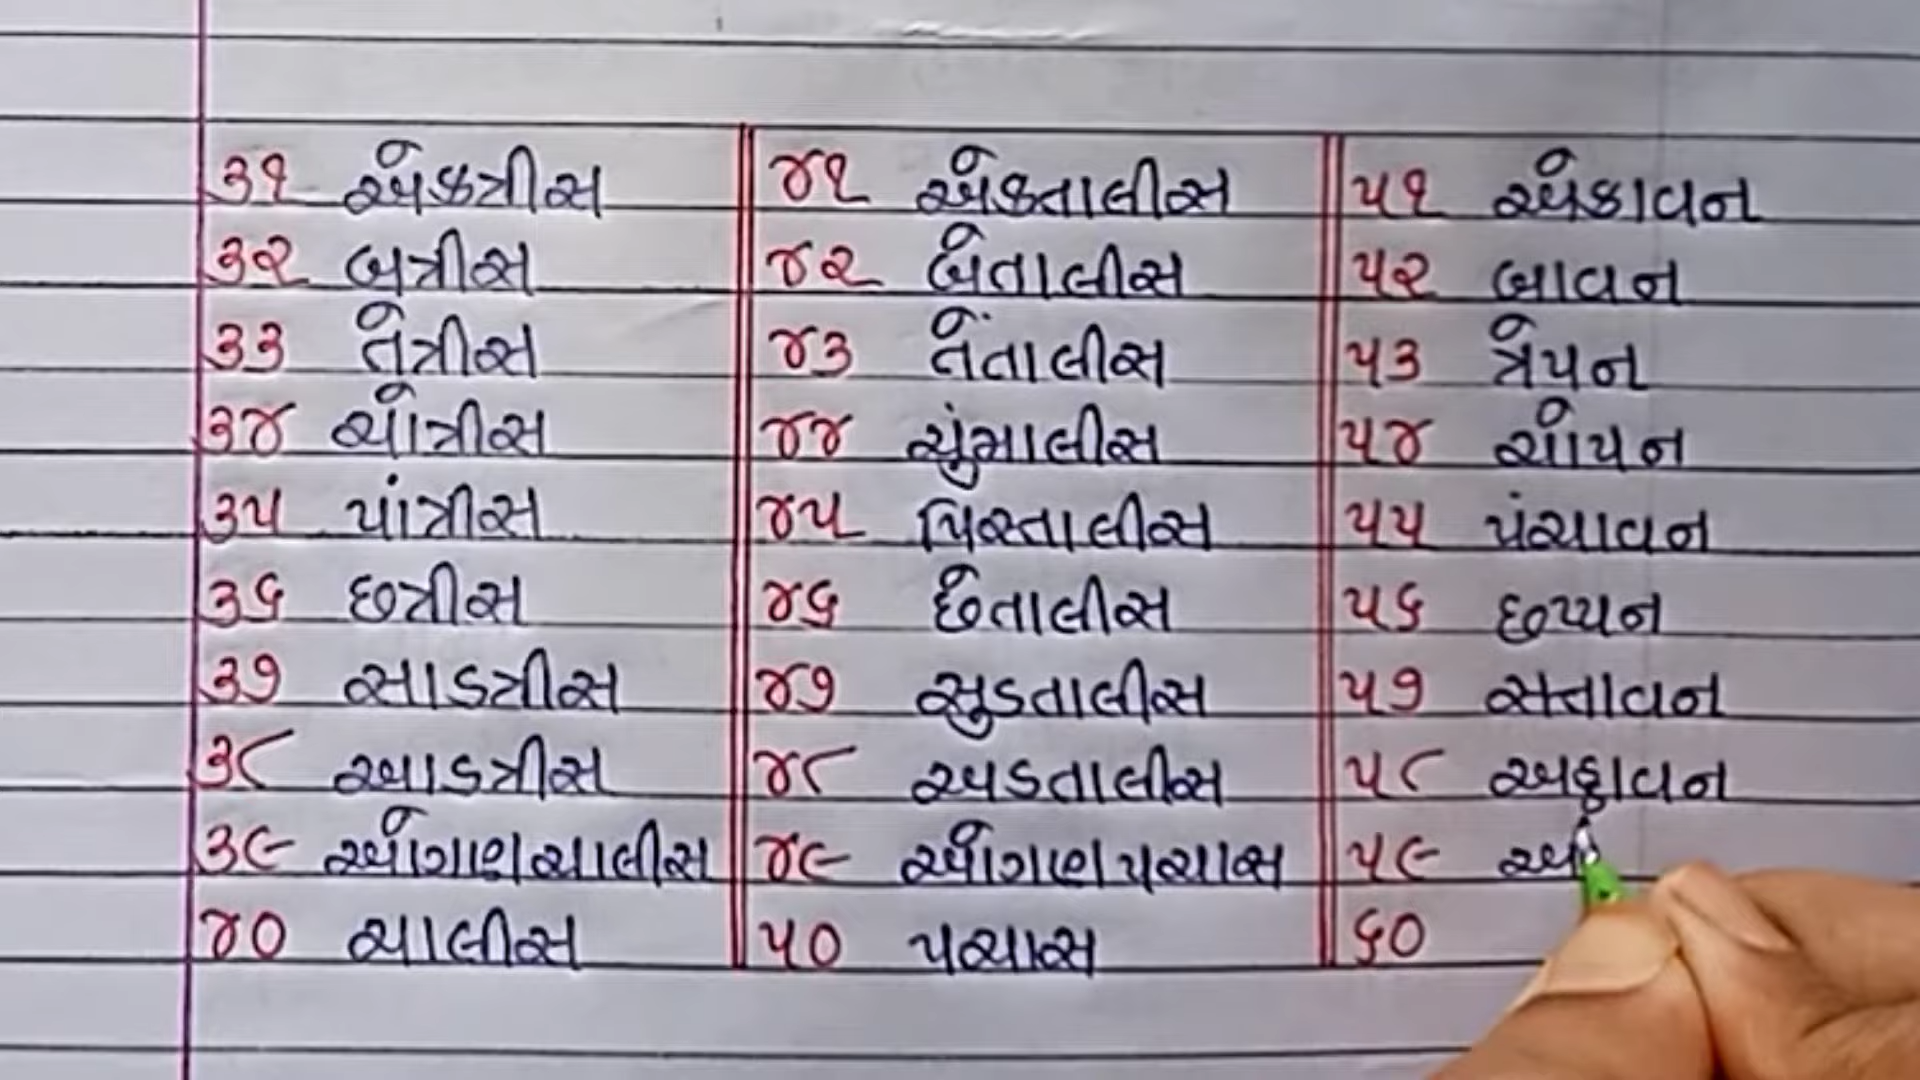 ૩૧ એકત્રીસ ૪૧ એકતાલીસ ૫૧ એકાવન
૩૨ બત્રીસ ૪૨ બેતાલીસ ૫૨ બાવન
૩૩ તેત્રીસ ૪૩ તેંતાલીસ ૫૩ ત્રેપન
૩૪ ચોત્રીસ ૪૪ ચુંમાલીસ ૫૪ ચોપન
૩૫ પાંત્રીસ ૪૫ પિસ્તાલીસ ૫૫ પંચાવન
૩૬ છત્રીસ ૪૬ છેતાલીસ ૫૬ છપ્પન
૩૭ સાડત્રીસ ૪૭ સુડતાલીસ ૫૭ સત્તાવન
૩૮ આડત્રીસ ૪૮ અડતાલીસ ૫૮ અઠ્ઠાવન
૩૯ ઓગણચાલીસ ૪૯ ઓગણપચાસ ૫૯
૪૦ ચાલીસ ૫૦ પચાસ ૬૦